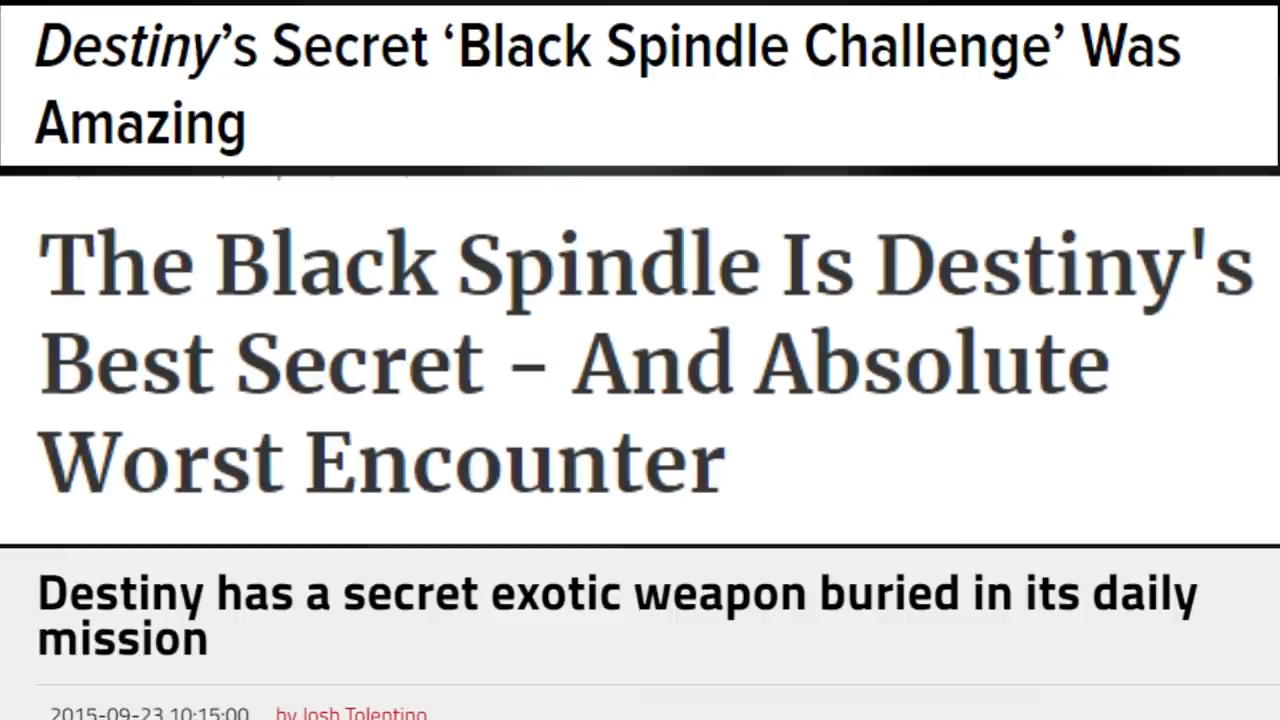 Destiny’s Secret ‘Black Spindle Challenge’ Was
Amazing
The Black Spindle Is Destiny's
Best Secret - And Absolute
Worst Encounter
Destiny has a secret exotic weapon buried in its daily
mission
2015-09-23 10:15:00 by Josh Tolentino